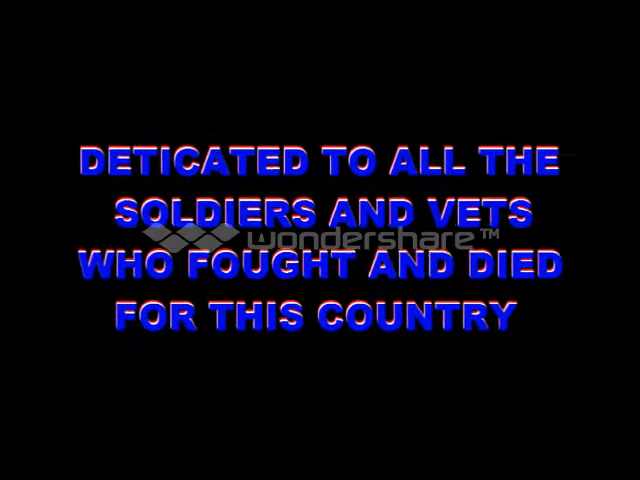 DETICATED TO ALL THE
SOLDIERS AND VETS
wondershare™
WHO FOUGHT AND DIED
FOR THIS COUNTRY